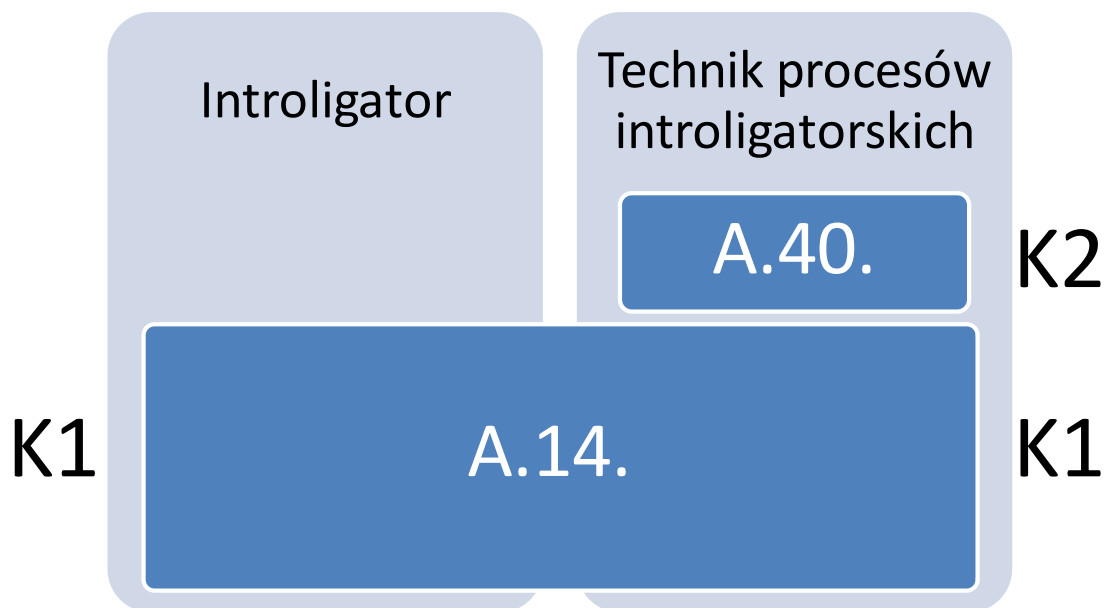 Introligator
Technik procesów
introligatorskich
A.40.
K2
K1
A.14.
K1